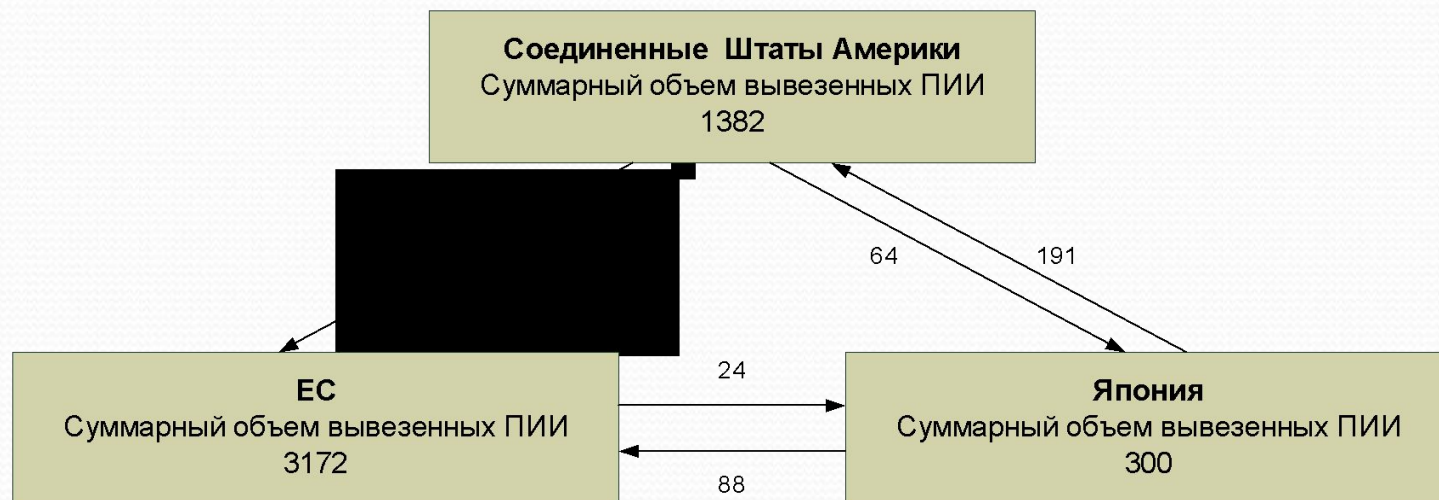 Соединенные Штаты Америки
Суммарный объем вывезенных ПИИ
1382
64
191
ЕС
Суммарный объем вывезенных ПИИ
3172
24
88
Япония
Суммарный объем вывезенных ПИИ
300